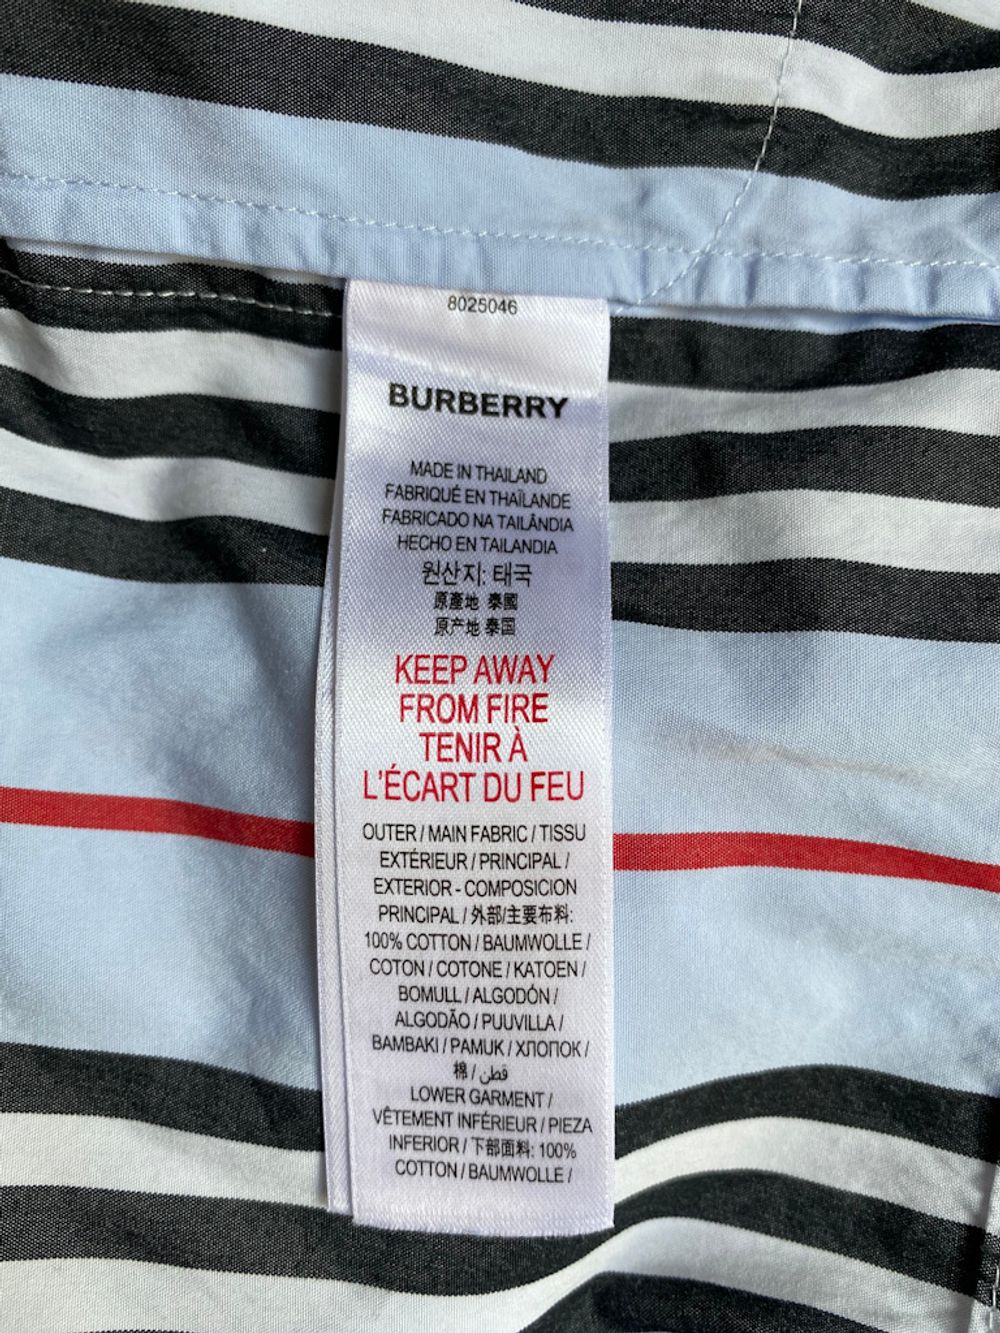 8025046
BURBERRY
MADE IN THAILAND
FABRIQUÉ EN THAÏLANDE
FABRICADO NA TAILÂNDIA
HECHO EN TAILANDIA
원산지: 태국
原產地 泰國
原产地 泰国
KEEP AWAY
FROM FIRE
TENIR À
L'ÉCART DU FEU
OUTER / MAIN FABRIC / TISSU
EXTÉRIEUR / PRINCIPAL /
EXTERIOR - COMPOSICION
PRINCIPAL / 外部/主要布料:
100% COTTON / BAUMWOLLE /
COTON / COTONE / KATOEN /
BOMULL / ALGODÓN /
ALGODÃO / PUUVILLA /
BAMBAKI / PAMUK / ХЛОПОК /
棉 / قطن
LOWER GARMENT /
VÊTEMENT INFÉRIEUR / PIEZA
INFERIOR / 下部面料: 100%
COTTON / BAUMWOLLE /